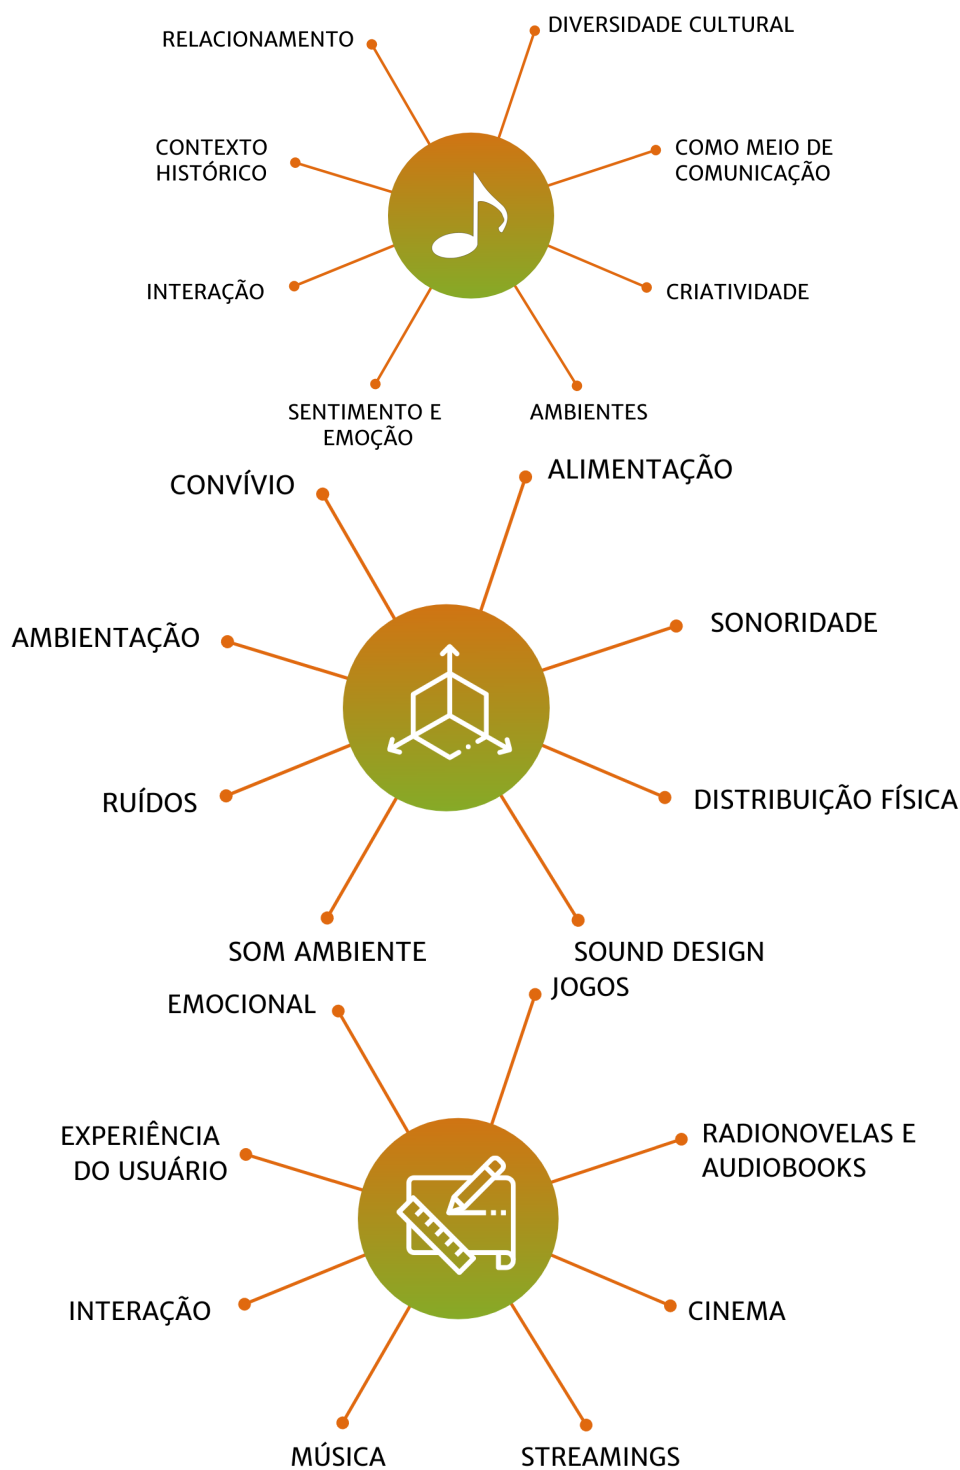 RELACIONAMENTO
DIVERSIDADE CULTURAL
CONTEXTO
HISTÓRICO
COMO MEIO DE
COMUNICAÇÃO
INTERAÇÃO
CRIATIVIDADE
SENTIMENTO E
EMOÇÃO
AMBIENTES
CONVÍVIO
ALIMENTAÇÃO
AMBIENTAÇÃO
SONORIDADE
RUÍDOS
DISTRIBUIÇÃO FÍSICA
SOM AMBIENTE
SOUND DESIGN
EMOCIONAL
JOGOS
EXPERIÊNCIA
DO USUÁRIO
RADIONOVELAS E
AUDIOBOOKS
INTERAÇÃO
CINEMA
MÚSICA
STREAMINGS